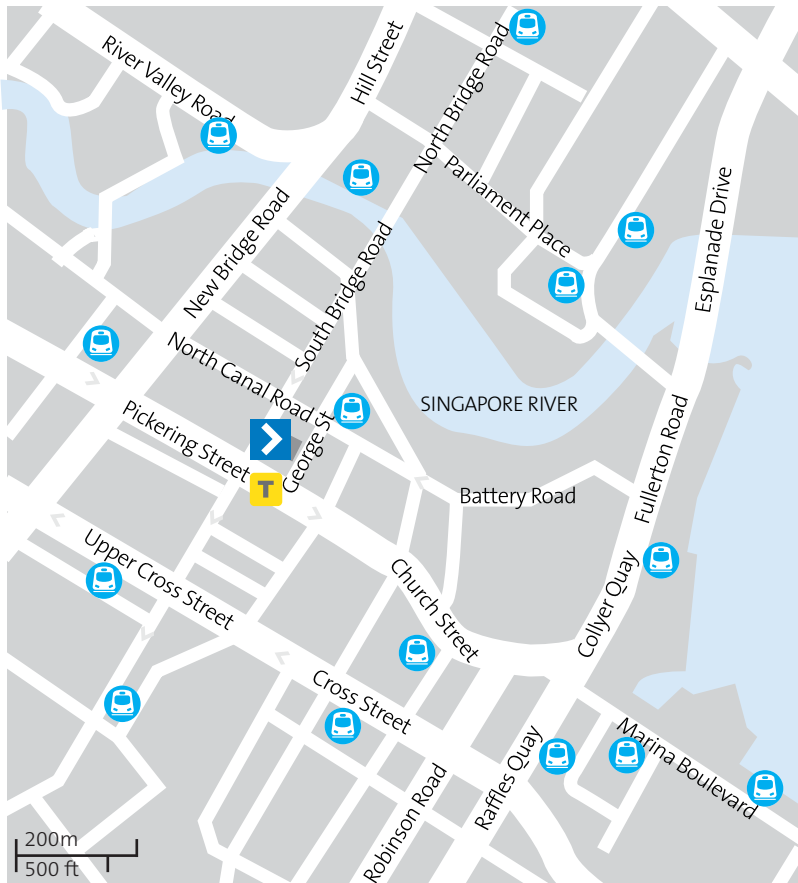 River Valley Road
Hill Street
North Bridge Road
Parliament Place
Esplanade Drive
New Bridge Road
South Bridge Road
North Canal Road
SINGAPORE RIVER
Pickering Street
George St
T
Battery Road
Fullerton Road
Upper Cross Street
Church Street
Collyer Quay
Cross Street
Marina Boulevard
Raffles Quay
Robinson Road
200m
500 ft